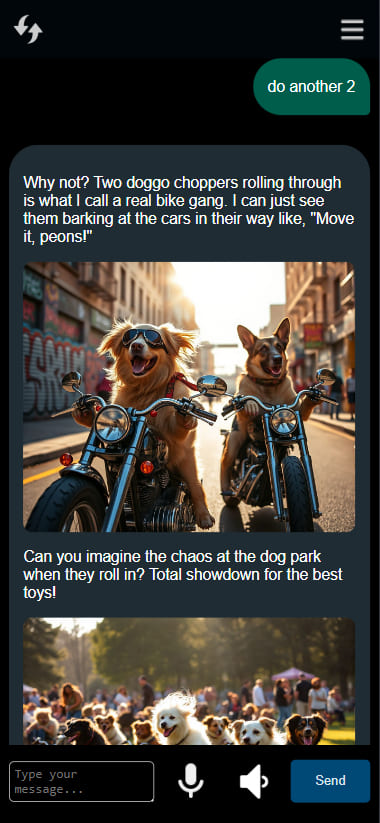 do another 2
Why not? Two doggo choppers rolling through
is what I call a real bike gang. I can just see
them barking at the cars in their way like, "Move
it, peons!"
Can you imagine the chaos at the dog park
when they roll in? Total showdown for the best
toys!
Type your
message...
Send